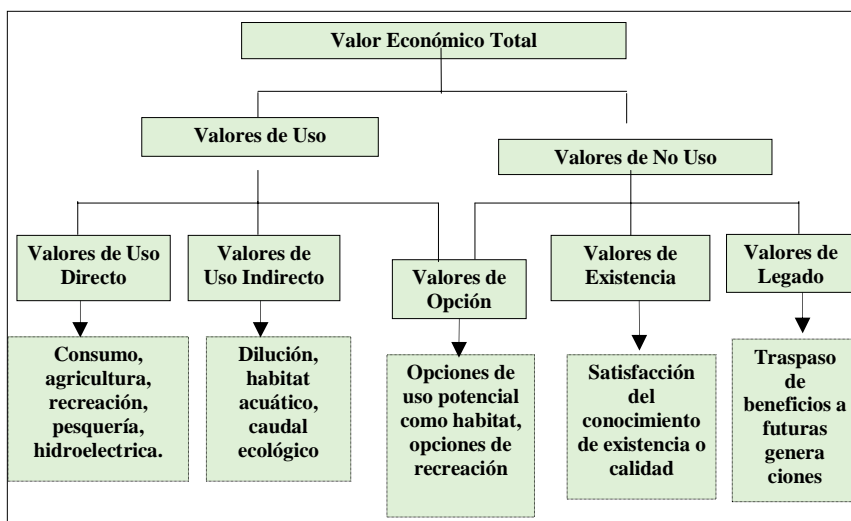 Valor Económico Total
Valores de Uso
Valores de No Uso
Valores de Uso
Directo
Valores de
Uso Indirecto
Valores de
Opción
Valores de
Existencia
Valores de
Legado
Consumo,
agricultura,
recreación,
pesquería,
hidroelectrica.
Dilución,
habitat
acuático,
caudal
ecológico
Opciones de
uso potencial
como habitat,
opciones de
recreación
Satisfacción
del
conocimiento
de existencia o
calidad
Traspaso
de
beneficios a
futuras
genera
ciones